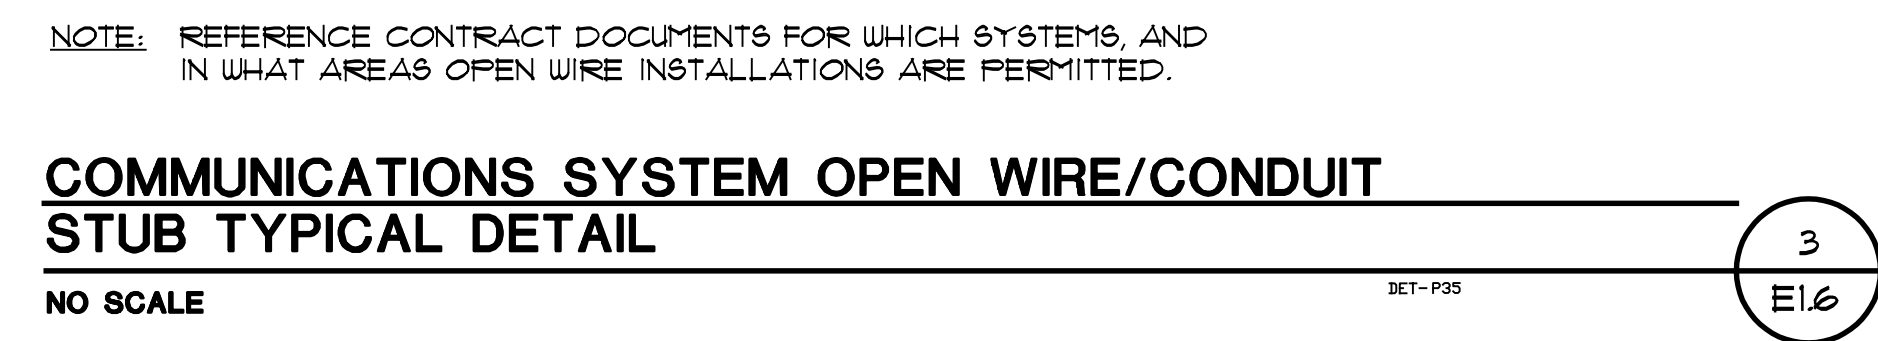 NOTE: REFERENCE CONTRACT DOCUMENTS FOR WHICH SYSTEMS, AND
IN WHAT AREAS OPEN WIRE INSTALLATIONS ARE PERMITTED.
COMMUNICATIONS SYSTEM OPEN WIRE/CONDUIT
STUB TYPICAL DETAIL
3
NO SCALE
DET-P35
E1.6